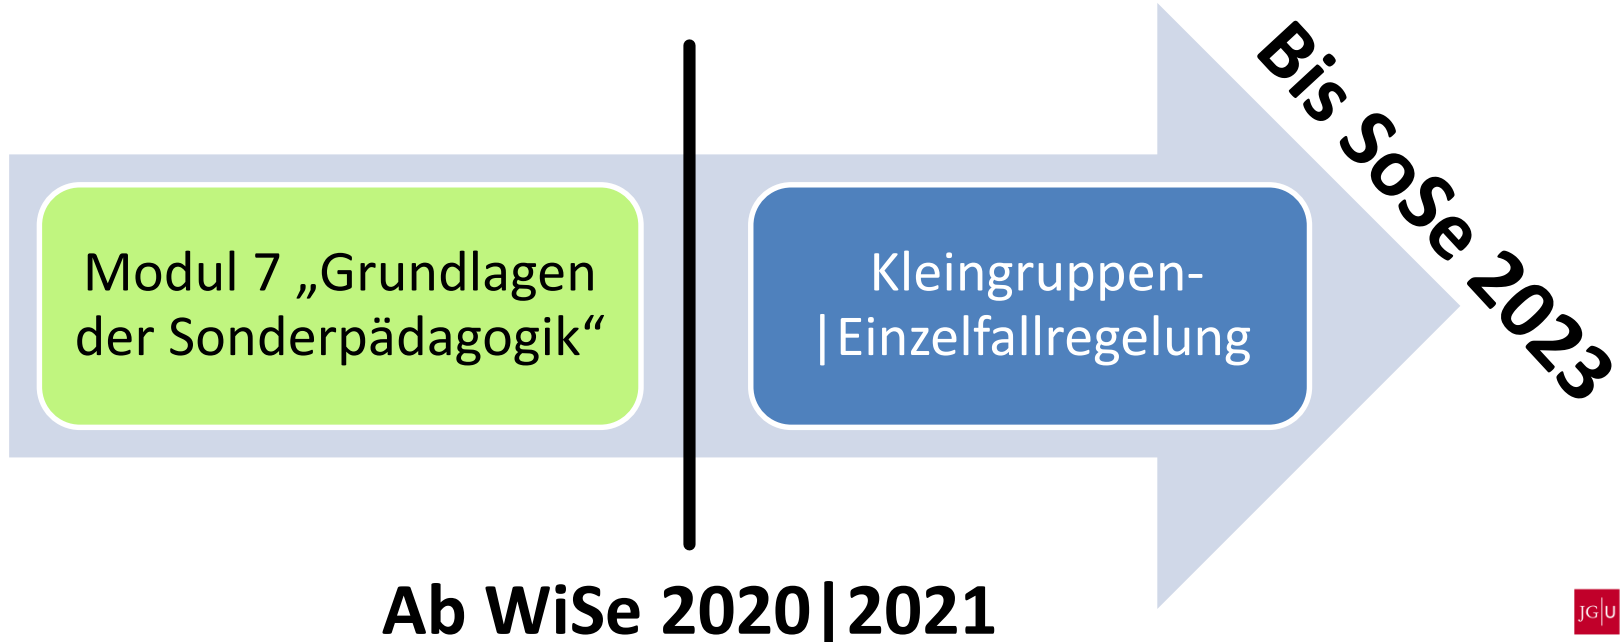 Modul 7 „Grundlagen
der Sonderpädagogik“
Kleingruppen-
|Einzelfallregelung
Bis SoSe 2023
Ab WiSe 2020|2021
JG|U